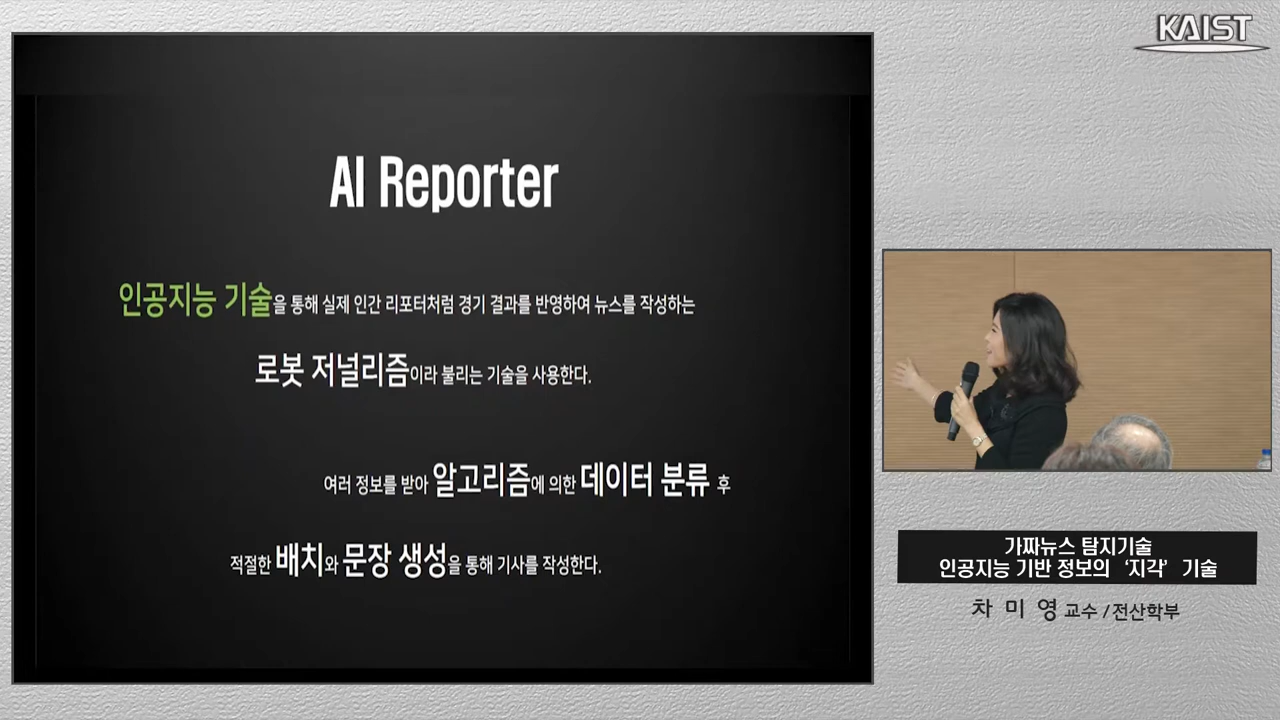 KAIST
AI Reporter
인공지능 기술을 통해 실제 인간 리포터처럼 경기 결과를 반영하여 뉴스를 작성하는
로봇 저널리즘이라 불리는 기술을 사용한다.
여러 정보를 받아 알고리즘에 의한 데이터 분류 후
적절한 배치와 문장 생성을 통해 기사를 작성한다.
가짜뉴스 탐지기술
인공지능 기반 정보의 ‘지각’ 기술
차 미 영 교수 / 전산학부